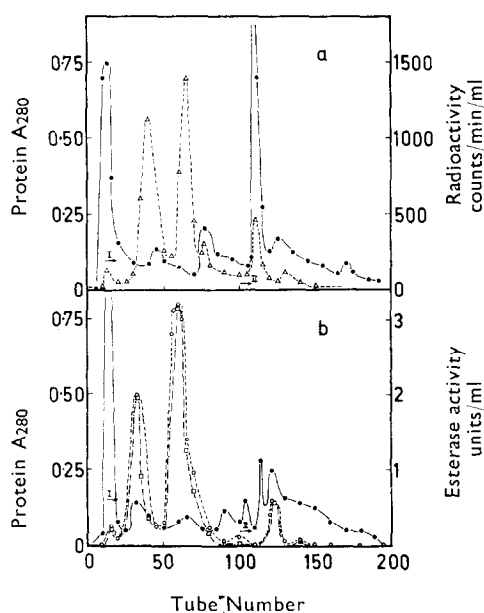 a
0·75
0·50
0·25
0
Protein A280
1500
1000
500
0
Radioactivity
counts/min/ml
I
II
b
0·75
0·50
0·25
0
Protein A280
3
2
1
Esterase activity
units/ml
I
0
50
100
150
200
Tube Number